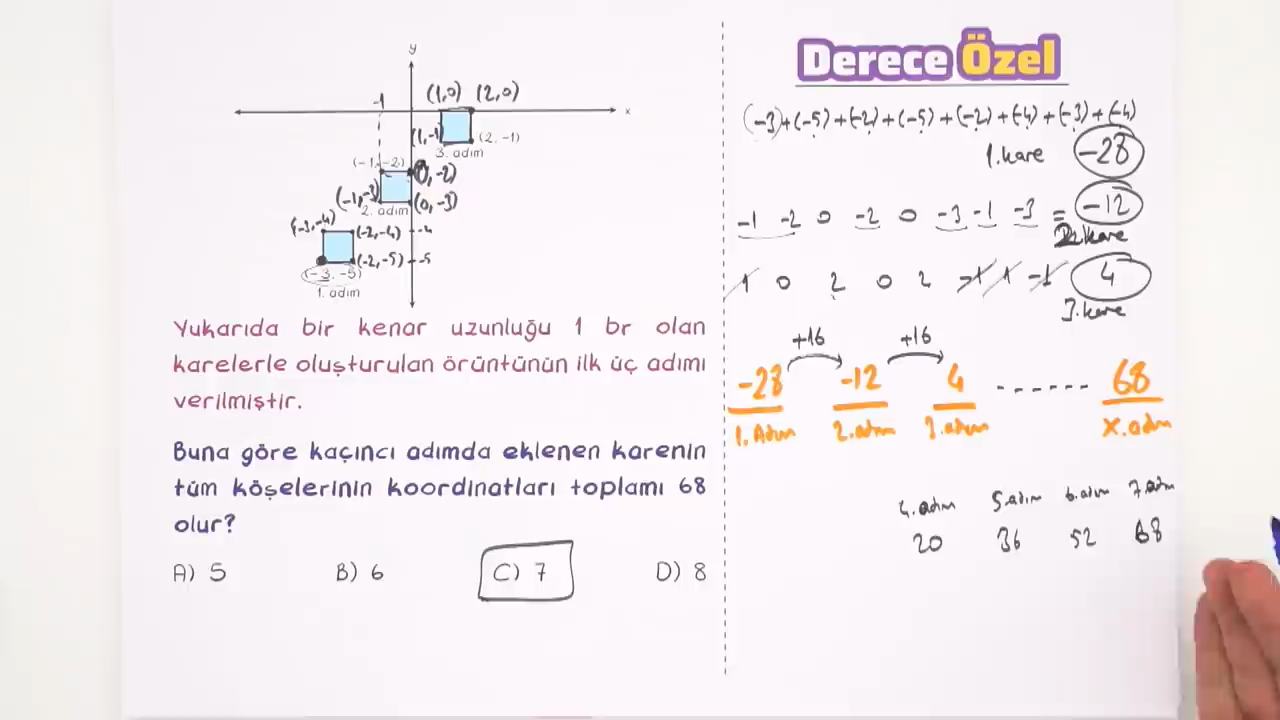 y
-1
(1,0) (2,0)
x
(1,-1
(2, -1)
3. adım
(-1, -2)
(0, -2)
(-1,-3)
(0, -3)
2. adım
(-3,-4)
(-2,-4)
-4
(-2,-5)
-5
(-3, -5)
1. adım
Yukarıda bir kenar uzunluğu 1 br olan
karelerle oluşturulan örüntünün ilk üç adımı
verilmiştir.
Buna göre kaçıncı adımda eklenen karenin
tüm köşelerinin koordinatları toplamı 68
olur?
A) 5 B) 6 C) 7 D) 8
Derece Özel
(-3)+(-5)+(-2)+(-5)+(-2)+(-4)+(-3)+(-4)
1.kare -28
-1 -2 0 -2 0 -3 -1 -3 = -12
2.kare
1 0 2 0 2 -1 1 -1 4
3.kare
+16 +16
-28 -12 4 ------- 68
1. Adım 2. adım 3. adım x. adım
4. adım 5. adım 6. adım 7. adım
20 36 52 68